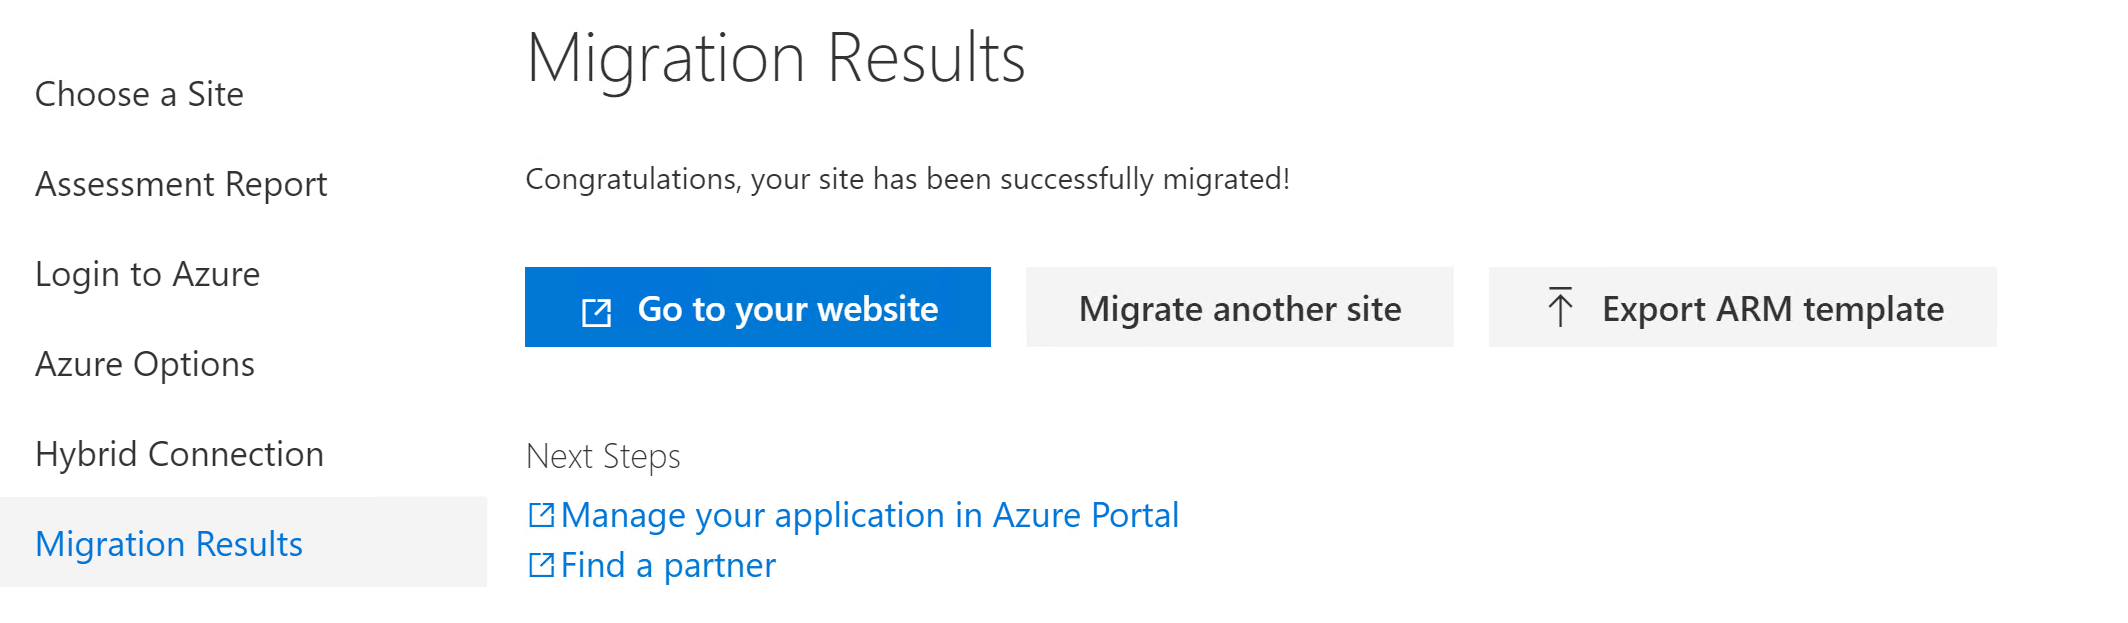 Choose a Site
Assessment Report
Login to Azure
Azure Options
Hybrid Connection
Migration Results
Migration Results
Congratulations, your site has been successfully migrated!
Go to your website
Migrate another site
Export ARM template
Next Steps
Manage your application in Azure Portal
Find a partner